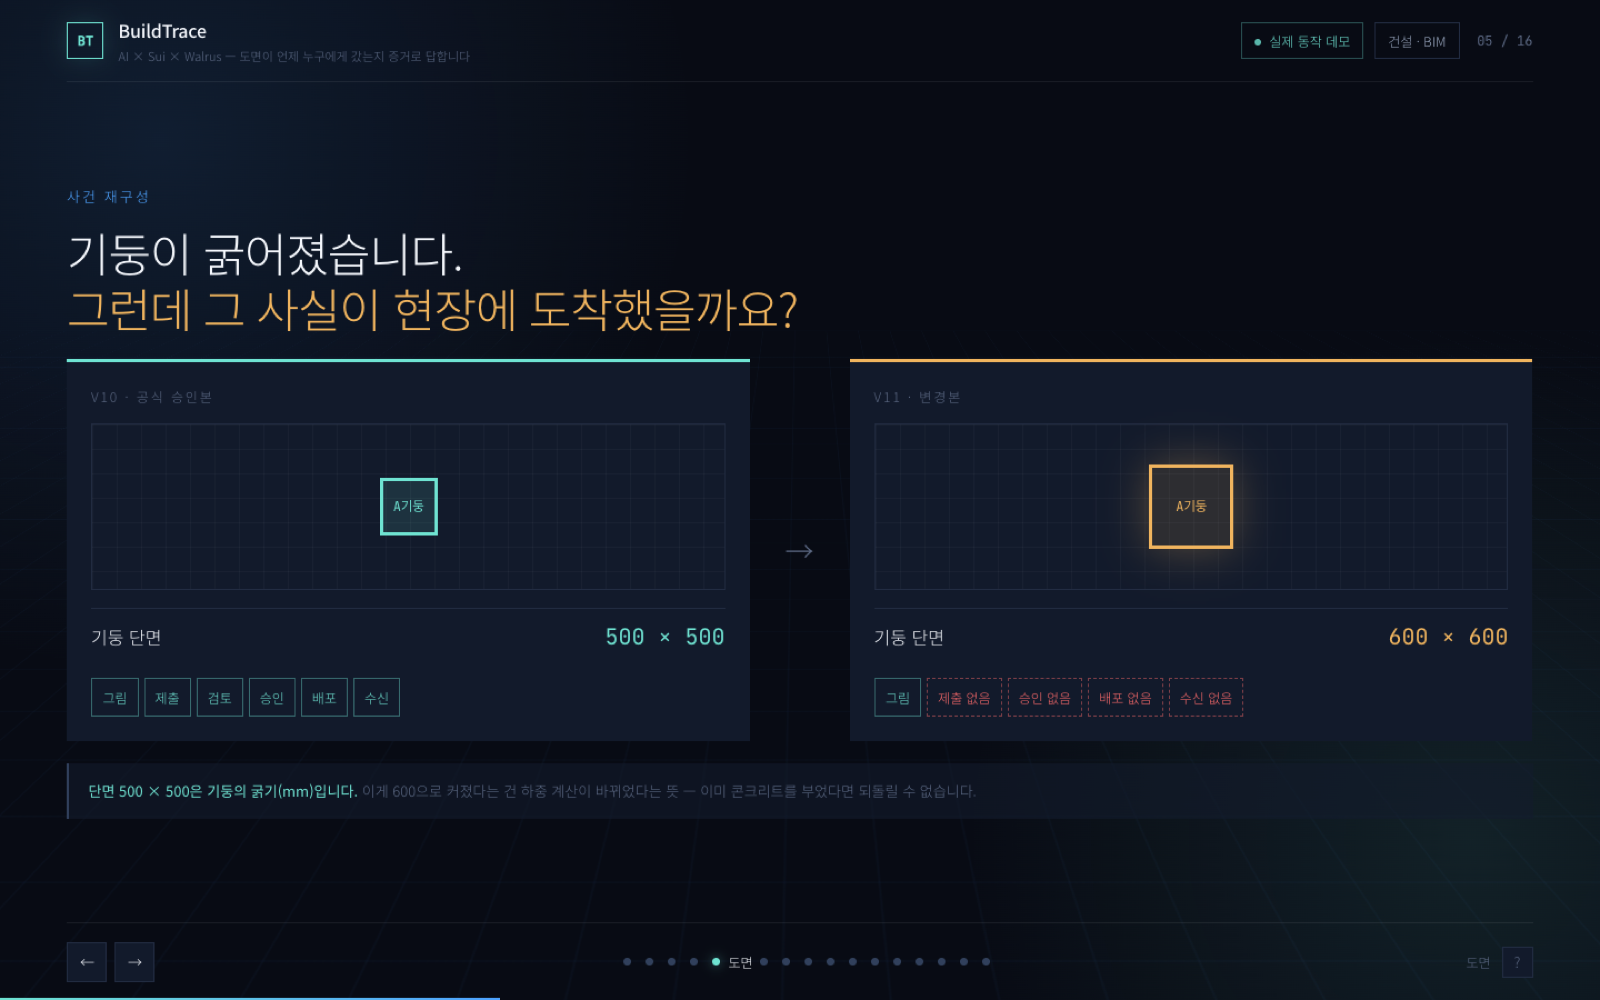 BT
BuildTrace
AI × Sui × Walrus — 도면이 언제 누구에게 갔는지 증거로 답합니다
실제 동작 데모
건설 · BIM
05 / 16
사건 재구성
기둥이 굵어졌습니다.
그런데 그 사실이 현장에 도착했을까요?
V10 · 공식 승인본
A기둥
기둥 단면
500 × 500
그림 제출 검토 승인 배포 수신
→
V11 · 변경본
A기둥
기둥 단면
600 × 600
그림 제출 없음 승인 없음 배포 없음 수신 없음
단면 500 × 500은 기둥의 굵기(mm)입니다. 이게 600으로 커졌다는 건 하중 계산이 바뀌었다는 뜻 — 이미 콘크리트를 부었다면 되돌릴 수 없습니다.
← →
도면
도면 ?